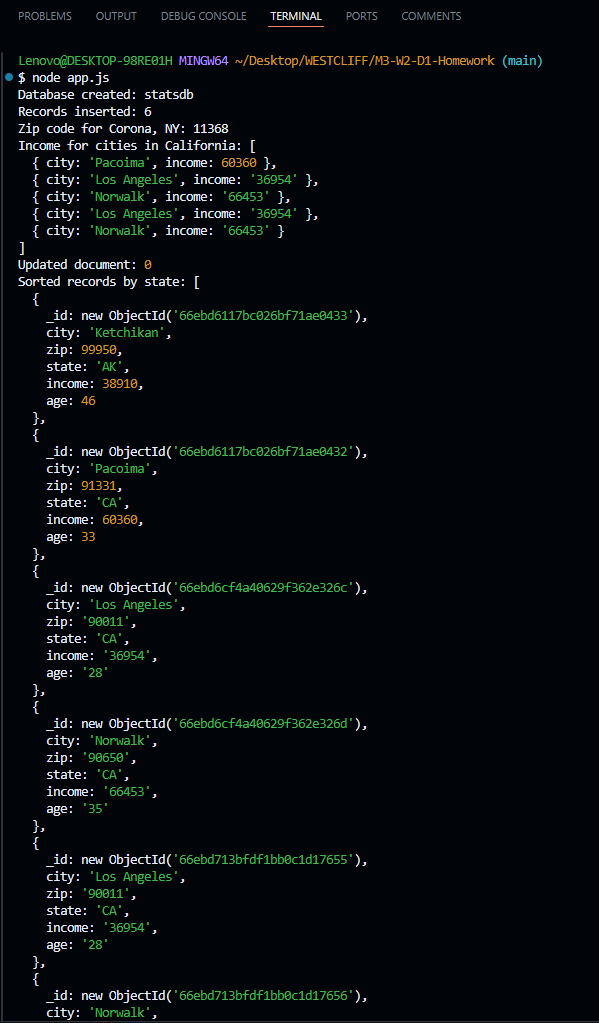 PROBLEMS OUTPUT DEBUG CONSOLE TERMINAL PORTS COMMENTS
Lenovo@DESKTOP-98RE01H MINGW64 ~/Desktop/WESTCLIFF/M3-W2-D1-Homework (main)
$ node app.js
Database created: statsdb
Records inserted: 6
Zip code for Corona, NY: 11368
Income for cities in California: [
  { city: 'Pacoima', income: 60360 },
  { city: 'Los Angeles', income: '36954' },
  { city: 'Norwalk', income: '66453' },
  { city: 'Los Angeles', income: '36954' },
  { city: 'Norwalk', income: '66453' }
]
Updated document: 0
Sorted records by state: [
  {
    _id: new ObjectId('66ebd6117bc026bf71ae0433'),
    city: 'Ketchikan',
    zip: 99950,
    state: 'AK',
    income: 38910,
    age: 46
  },
  {
    _id: new ObjectId('66ebd6117bc026bf71ae0432'),
    city: 'Pacoima',
    zip: 91331,
    state: 'CA',
    income: 60360,
    age: 33
  },
  {
    _id: new ObjectId('66ebd6cf4a40629f362e326c'),
    city: 'Los Angeles',
    zip: '90011',
    state: 'CA',
    income: '36954',
    age: '28'
  },
  {
    _id: new ObjectId('66ebd6cf4a40629f362e326d'),
    city: 'Norwalk',
    zip: '90650',
    state: 'CA',
    income: '66453',
    age: '35'
  },
  {
    _id: new ObjectId('66ebd713bfdf1bb0c1d17655'),
    city: 'Los Angeles',
    zip: '90011',
    state: 'CA',
    income: '36954',
    age: '28'
  },
  {
    _id: new ObjectId('66ebd713bfdf1bb0c1d17656'),
    city: 'Norwalk',